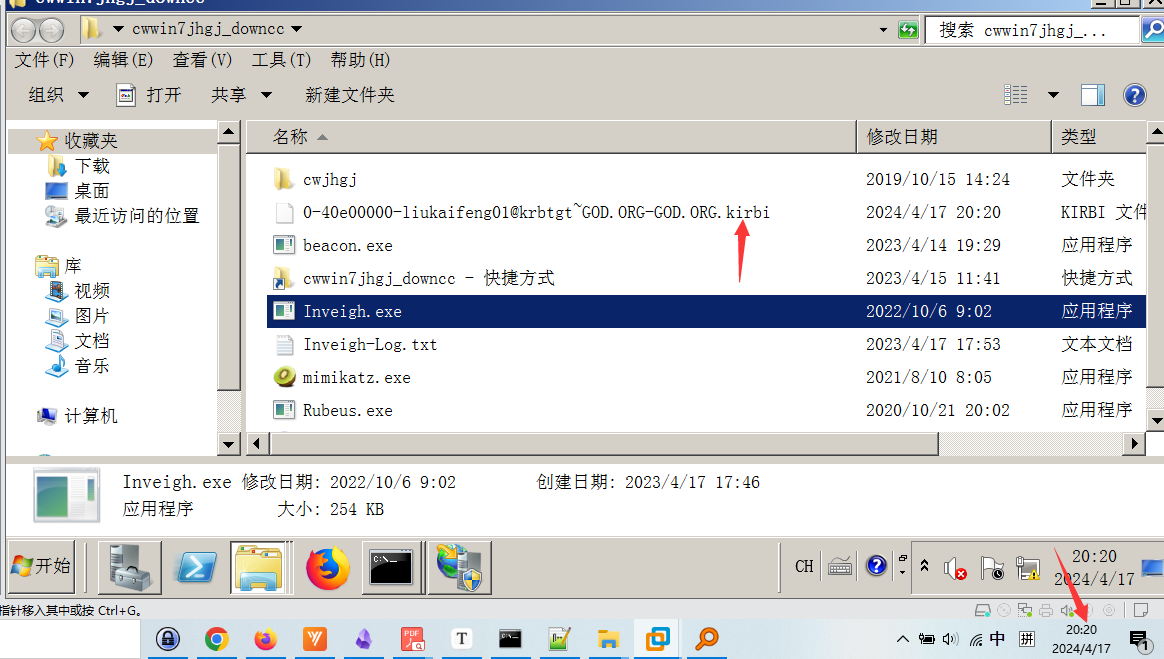 cwwin7jhgj_downcc
cwwin7jhgj_downcc
搜索 cwwin7jhgj_...
文件(F) 编辑(E) 查看(V) 工具(T) 帮助(H)
组织 打开 共享 新建文件夹
收藏夹
下载
桌面
最近访问的位置
库
视频
图片
文档
音乐
计算机
名称 修改日期 类型
cwjhgj 2019/10/15 14:24 文件夹
0-40e00000-liukaifeng01@krbtgt~GOD.ORG-GOD.ORG.kirbi 2024/4/17 20:20 KIRBI 文件
beacon.exe 2023/4/14 19:29 应用程序
cwwin7jhgj_downcc - 快捷方式 2023/4/15 11:41 快捷方式
Inveigh.exe 2022/10/6 9:02 应用程序
Inveigh-Log.txt 2023/4/17 17:53 文本文档
mimikatz.exe 2021/8/10 8:05 应用程序
Rubeus.exe 2020/10/21 20:02 应用程序
Inveigh.exe 修改日期: 2022/10/6 9:02 创建日期: 2023/4/17 17:46
应用程序 大小: 254 KB
开始
C:\_
CH
20:20
2024/4/17
指针移入其中或按 Ctrl+G。
PDF
T
中 拼
20:20
2024/4/17
1